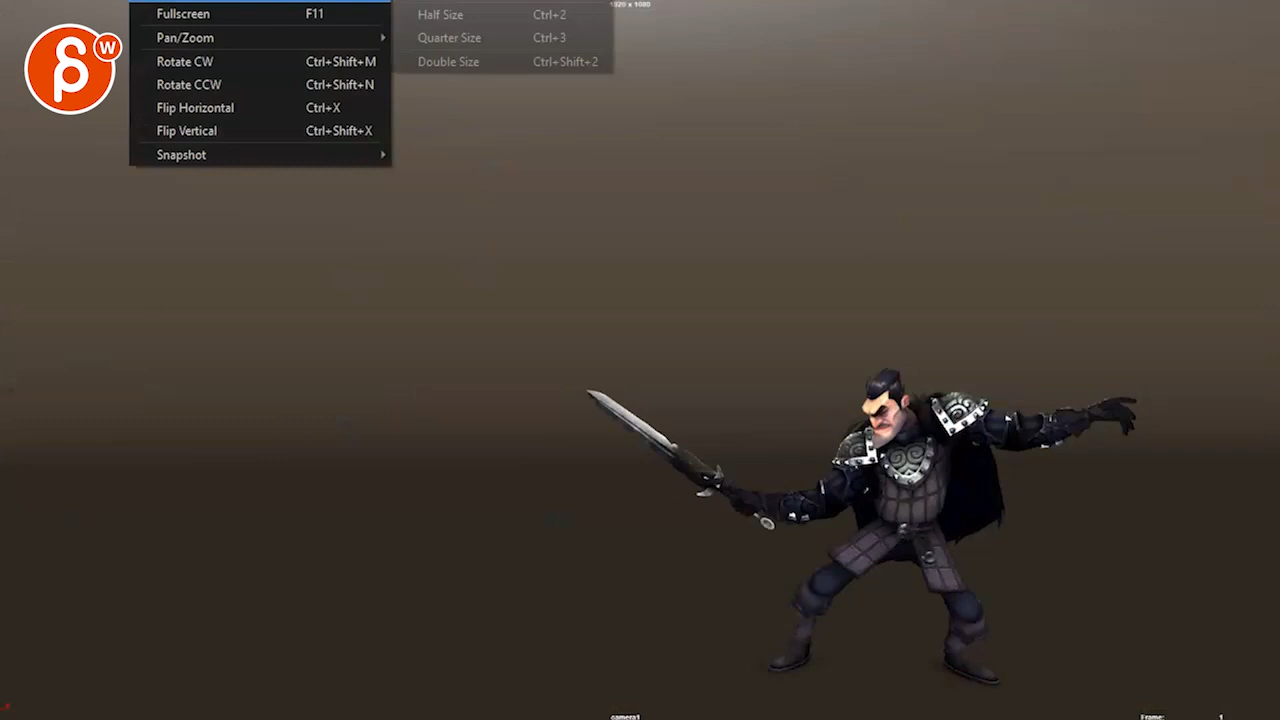 1920 x 1080
Fullscreen F11
Pan/Zoom
Rotate CW Ctrl+Shift+M
Rotate CCW Ctrl+Shift+N
Flip Horizontal Ctrl+X
Flip Vertical Ctrl+Shift+X
Snapshot
Half Size Ctrl+2
Quarter Size Ctrl+3
Double Size Ctrl+Shift+2
W
camera1
Frame: 1